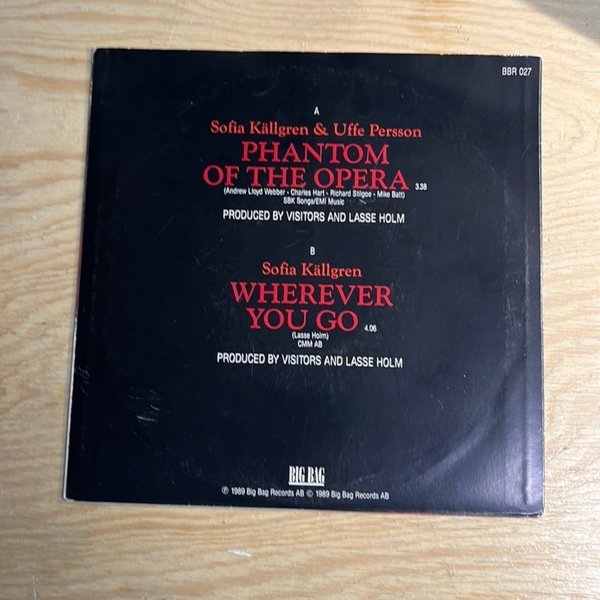 BBR 027
A
Sofia Källgren & Uffe Persson
PHANTOM
OF THE OPERA 3.38
(Andrew Lloyd Webber - Charles Hart - Richard Stilgoe - Mike Batt)
SBK Songs/EMI Music
PRODUCED BY VISITORS AND LASSE HOLM
B
Sofia Källgren
WHEREVER
YOU GO 4.06
(Lasse Holm)
CMM AB
PRODUCED BY VISITORS AND LASSE HOLM
BIG BAG
℗ 1989 Big Bag Records AB © 1989 Big Bag Records AB